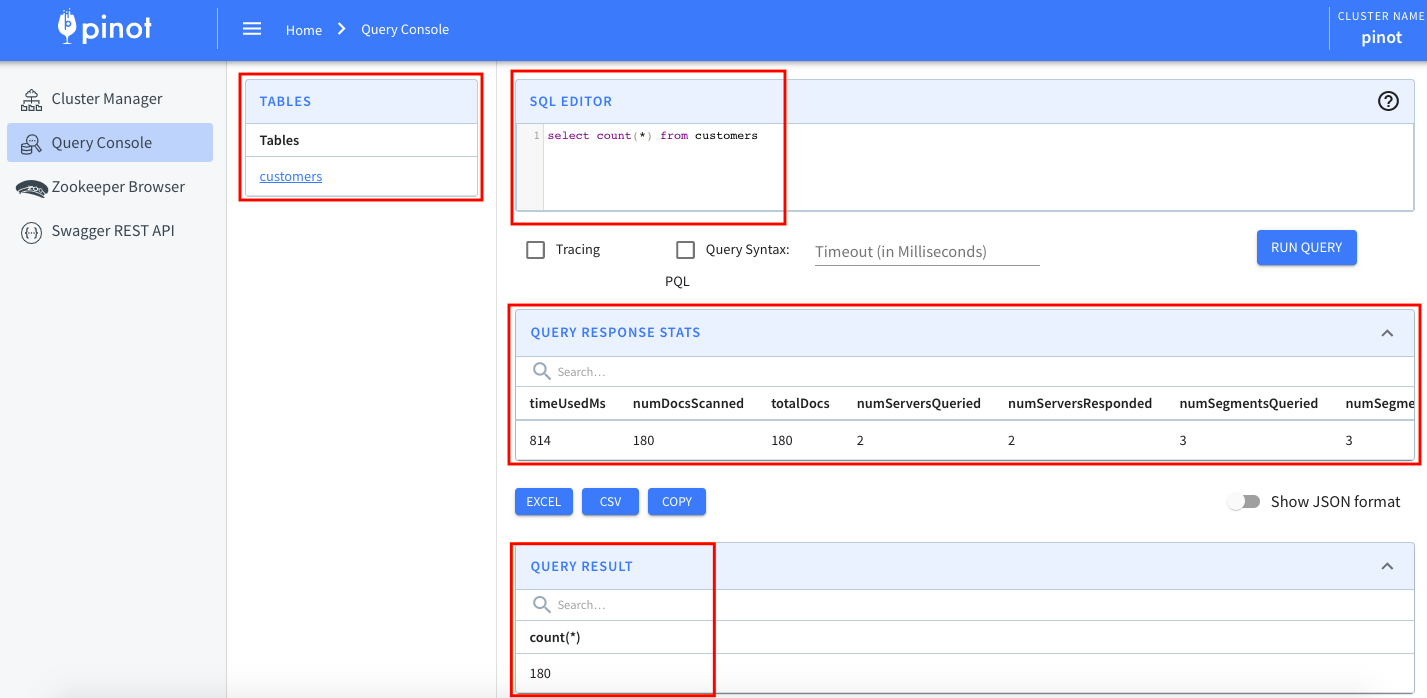 pinot
Home
Query Console
CLUSTER NAME
pinot
Cluster Manager
Query Console
Zookeeper Browser
Swagger REST API
TABLES
Tables
customers
SQL EDITOR
1 select count(*) from customers
Tracing
Query Syntax:
PQL
Timeout (in Milliseconds)
RUN QUERY
QUERY RESPONSE STATS
Search...
timeUsedMs numDocsScanned totalDocs numServersQueried numServersResponded numSegmentsQueried numSegme
814 180 180 2 2 3 3
EXCEL CSV COPY
Show JSON format
QUERY RESULT
Search...
count(*)
180